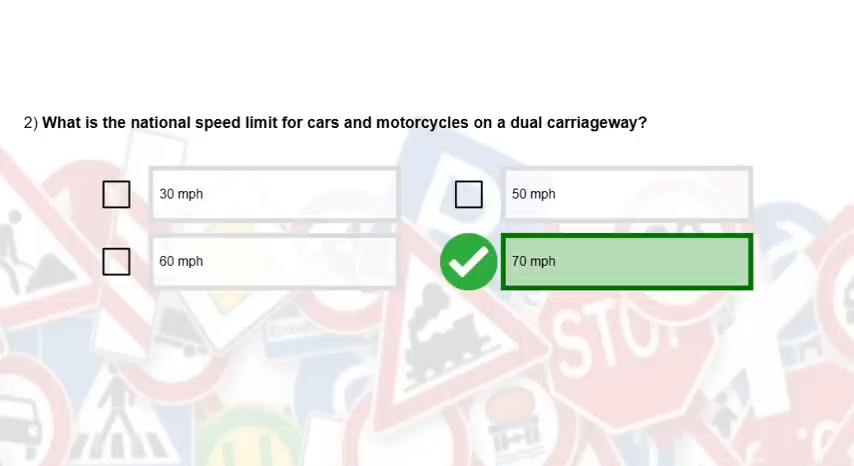 2) What is the national speed limit for cars and motorcycles on a dual carriageway?
30 mph
50 mph
60 mph
70 mph
STOP